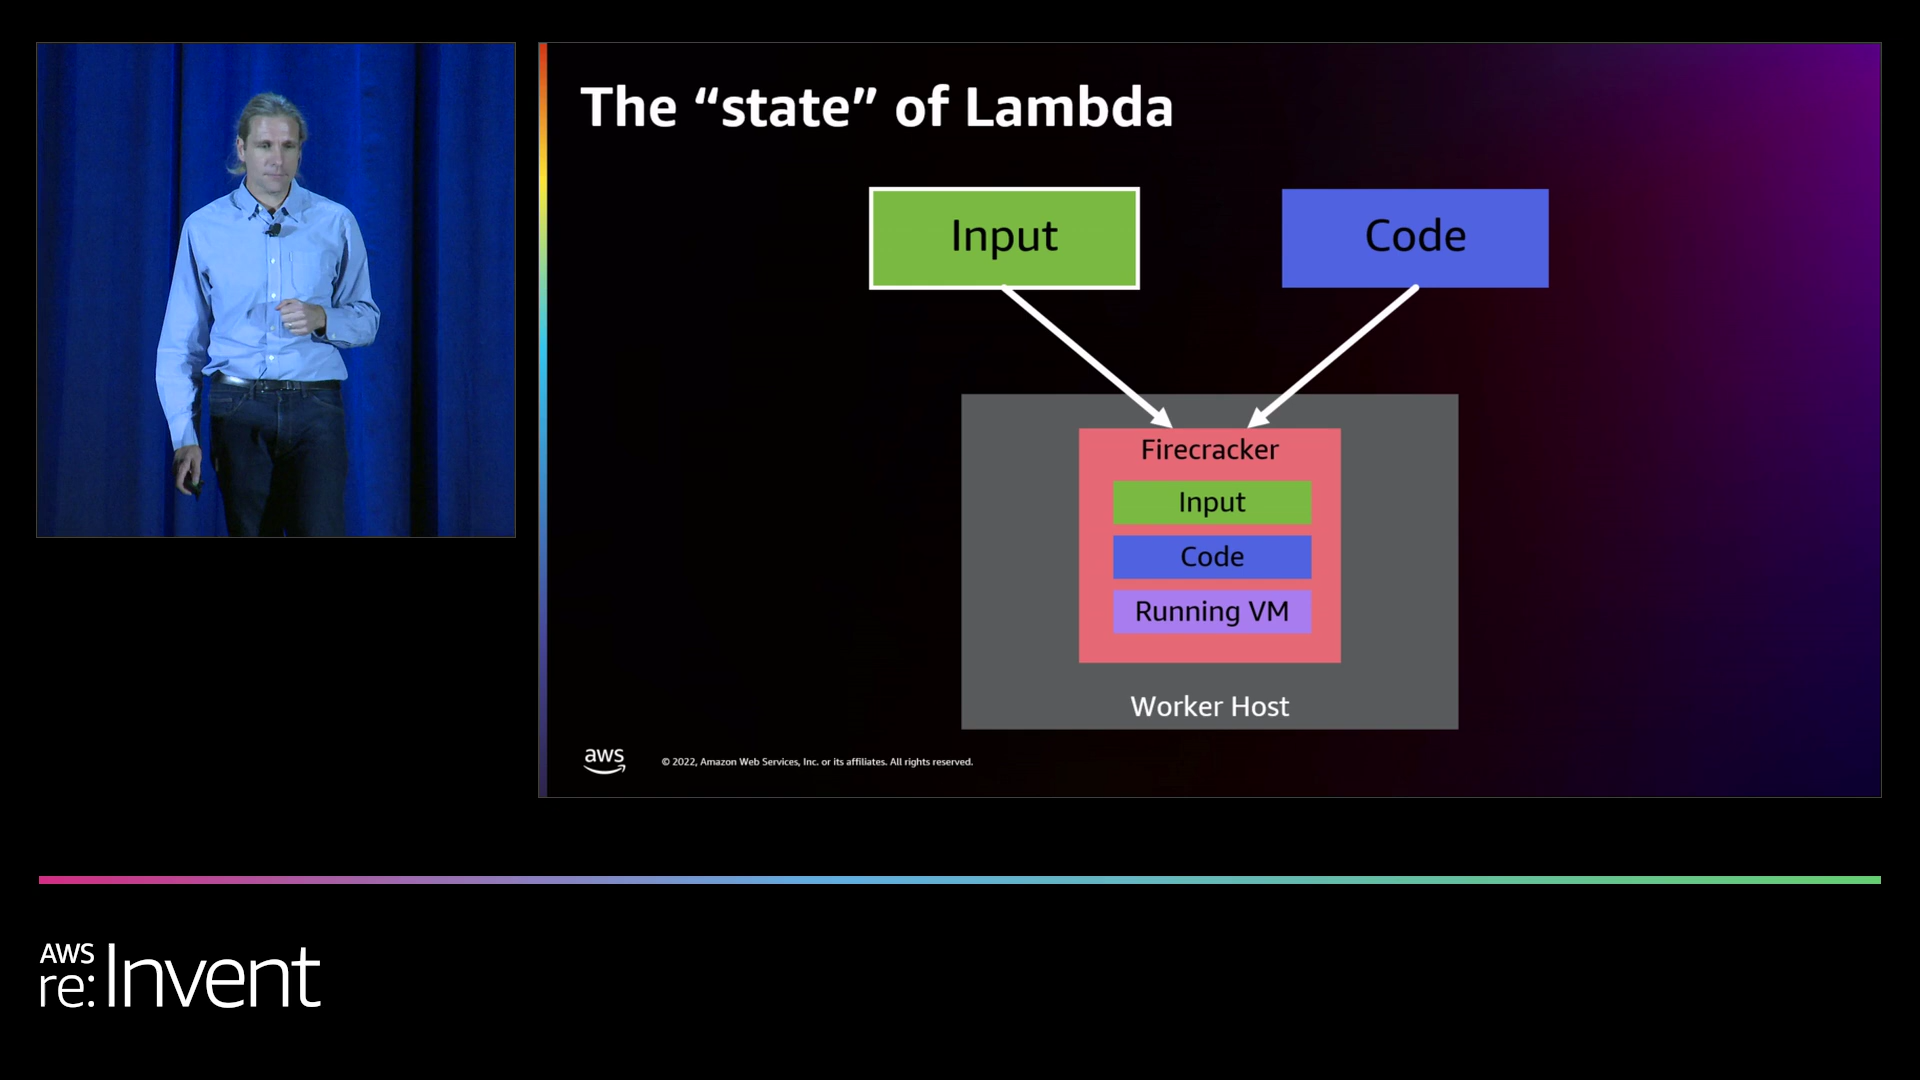 The “state” of Lambda
Input
Code
Firecracker
Input
Code
Running VM
Worker Host
aws
© 2022, Amazon Web Services, Inc. or its affiliates. All rights reserved.
AWS
re:Invent